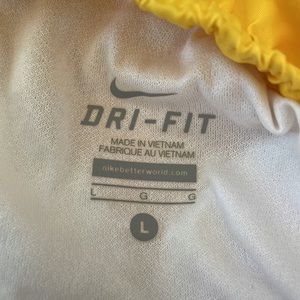 DRI-FIT
MADE IN VIETNAM
FABRIQUE AU VIETNAM
nikebetterworld.com
L G G
L